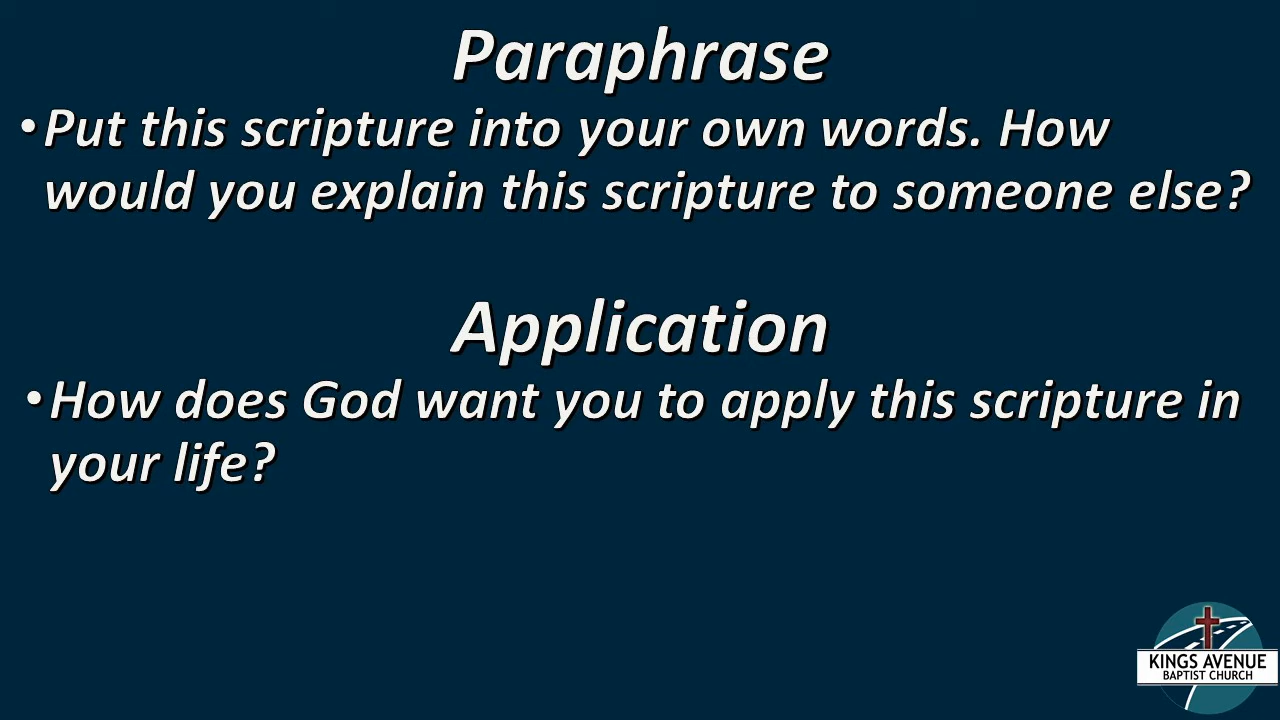 Paraphrase
• Put this scripture into your own words. How
would you explain this scripture to someone else?
Application
• How does God want you to apply this scripture in
your life?
KINGS AVENUE
BAPTIST CHURCH